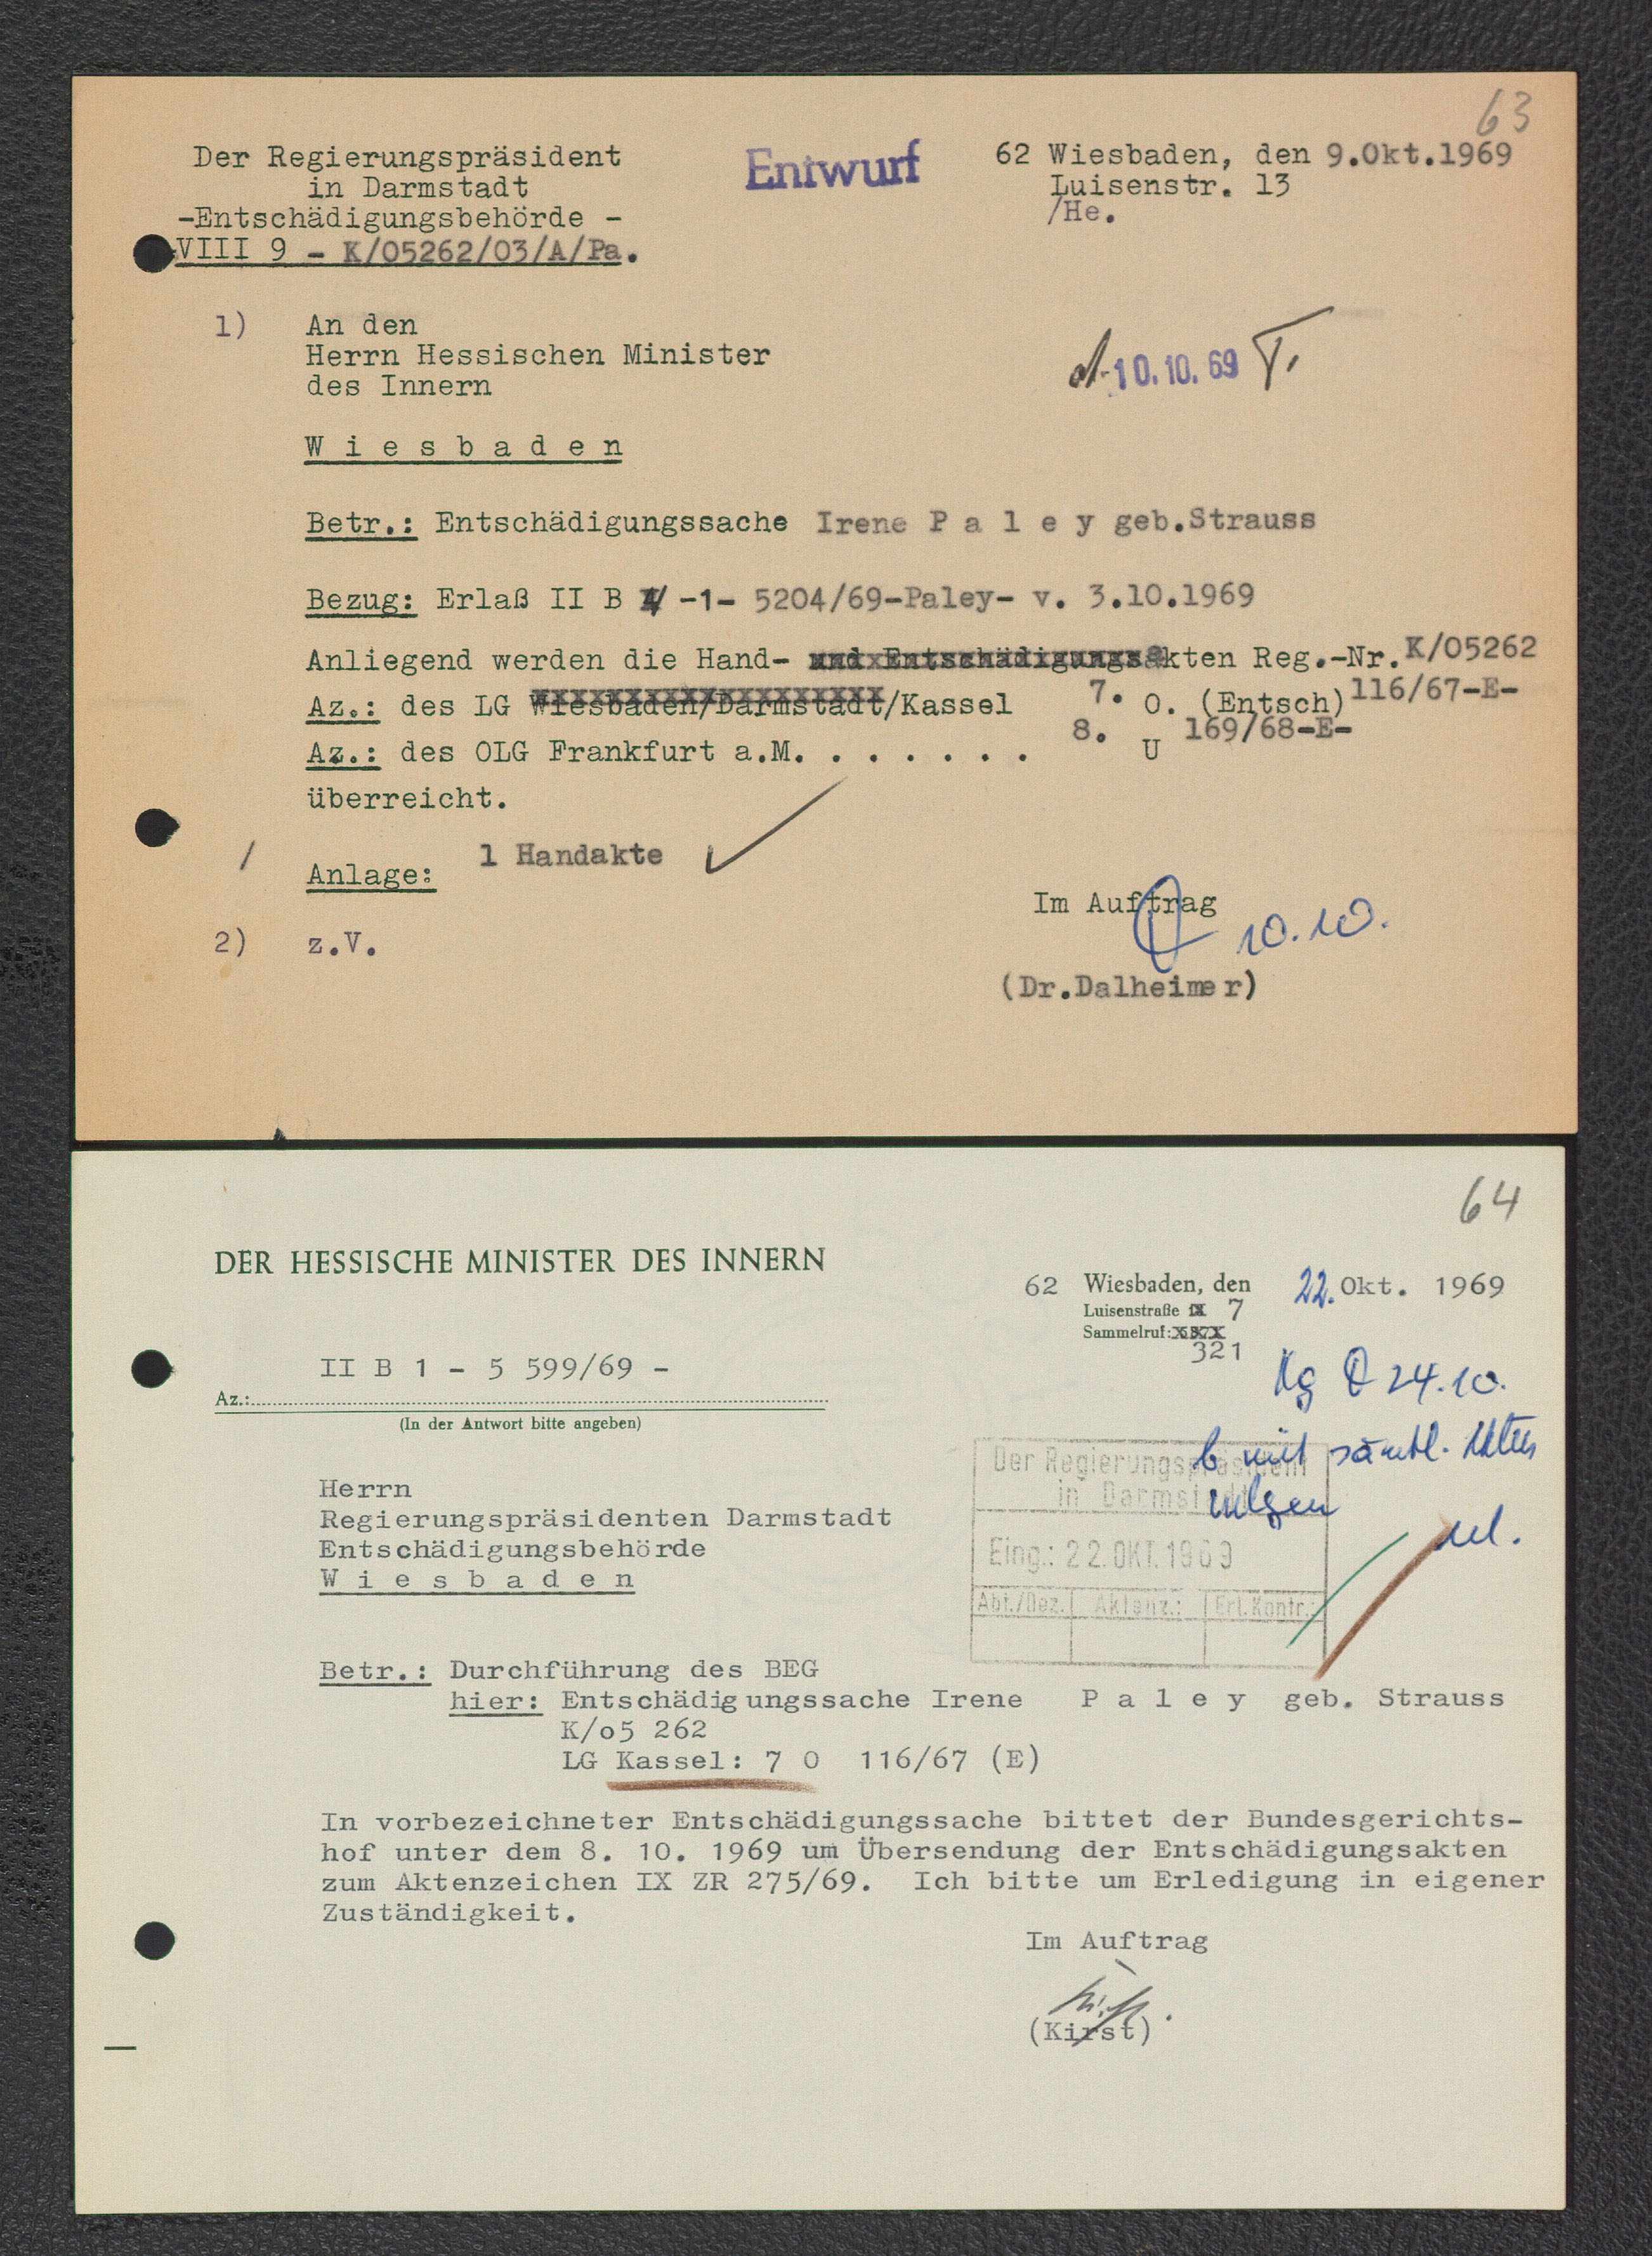 63
Der Regierungspräsident
in Darmstadt
-Entschädigungsbehörde -
VIII 9 - K/05262/03/A/Pa.
Entwurf
62 Wiesbaden, den 9.Okt.1969
Luisenstr. 13
/He.
1) An den
Herrn Hessischen Minister
des Innern
W i e s b a d e n
10.10.69
Betr.: Entschädigungssache Irene P a l e y geb.Strauss
Bezug: Erlaß II B 4/ -1- 5204/69-Paley- v. 3.10.1969
Anliegend werden die Hand- und Entschädigungsakten Reg.-Nr. K/05262
Az.: des LG Wiesbaden/Darmstadt/Kassel 7. O. (Entsch) 116/67-E-
Az.: des OLG Frankfurt a.M. . . . . . . 8. U 169/68-E-
überreicht.
/ Anlage: 1 Handakte
Im Auftrag
10.10.
2) z.V.
(Dr.Dalheimer)
64
DER HESSISCHE MINISTER DES INNERN
62 Wiesbaden, den 22. Okt. 1969
Luisenstraße 7
Sammelruf:
321
II B 1 - 5 599/69 -
Az.:
(In der Antwort bitte angeben)
24.10.
mit sämtl. Akten
Der Regierungspräsident
in Darmstadt
Eing.: 22.OKT.1969
Abt./Dez. Aktenz.: Erl.Kontr.:
Herrn
Regierungspräsidenten Darmstadt
Entschädigungsbehörde
W i e s b a d e n
Betr.: Durchführung des BEG
hier: Entschädigungssache Irene P a l e y geb. Strauss
K/o5 262
LG Kassel: 7 O 116/67 (E)
In vorbezeichneter Entschädigungssache bittet der Bundesgerichts-
hof unter dem 8. 10. 1969 um Übersendung der Entschädigungsakten
zum Aktenzeichen IX ZR 275/69. Ich bitte um Erledigung in eigener
Zuständigkeit.
Im Auftrag
(Kirst)